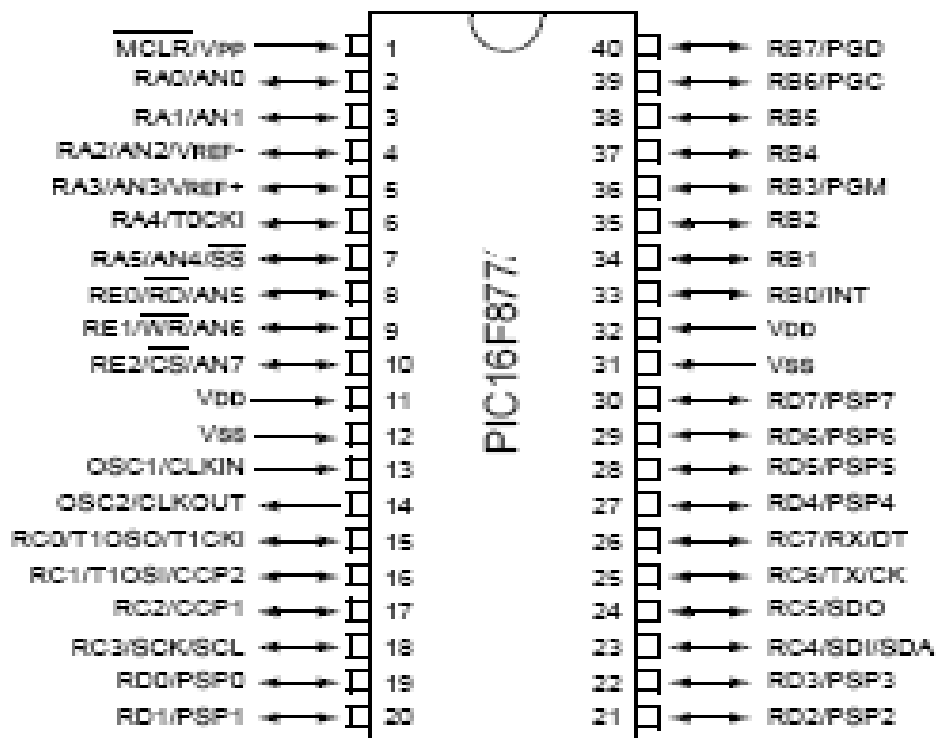 MCLR/VPP 1 40 RB7/PGD
RA0/AN0 2 39 RB6/PGC
RA1/AN1 3 38 RB5
RA2/AN2/VREF- 4 37 RB4
RA3/AN3/VREF+ 5 36 RB3/PGM
RA4/T0CKI 6 35 RB2
RA5/AN4/SS 7 34 RB1
RE0/RD/AN5 8 33 RB0/INT
RE1/WR/AN6 9 32 VDD
RE2/CS/AN7 10 31 VSS
VDD 11 30 RD7/PSP7
VSS 12 29 RD6/PSP6
OSC1/CLKIN 13 28 RD5/PSP5
OSC2/CLKOUT 14 27 RD4/PSP4
RC0/T1OSO/T1CKI 15 26 RC7/RX/DT
RC1/T1OSI/CCP2 16 25 RC6/TX/CK
RC2/CCP1 17 24 RC5/SDO
RC3/SCK/SCL 18 23 RC4/SDI/SDA
RD0/PSP0 19 22 RD3/PSP3
RD1/PSP1 20 21 RD2/PSP2
PIC16F877